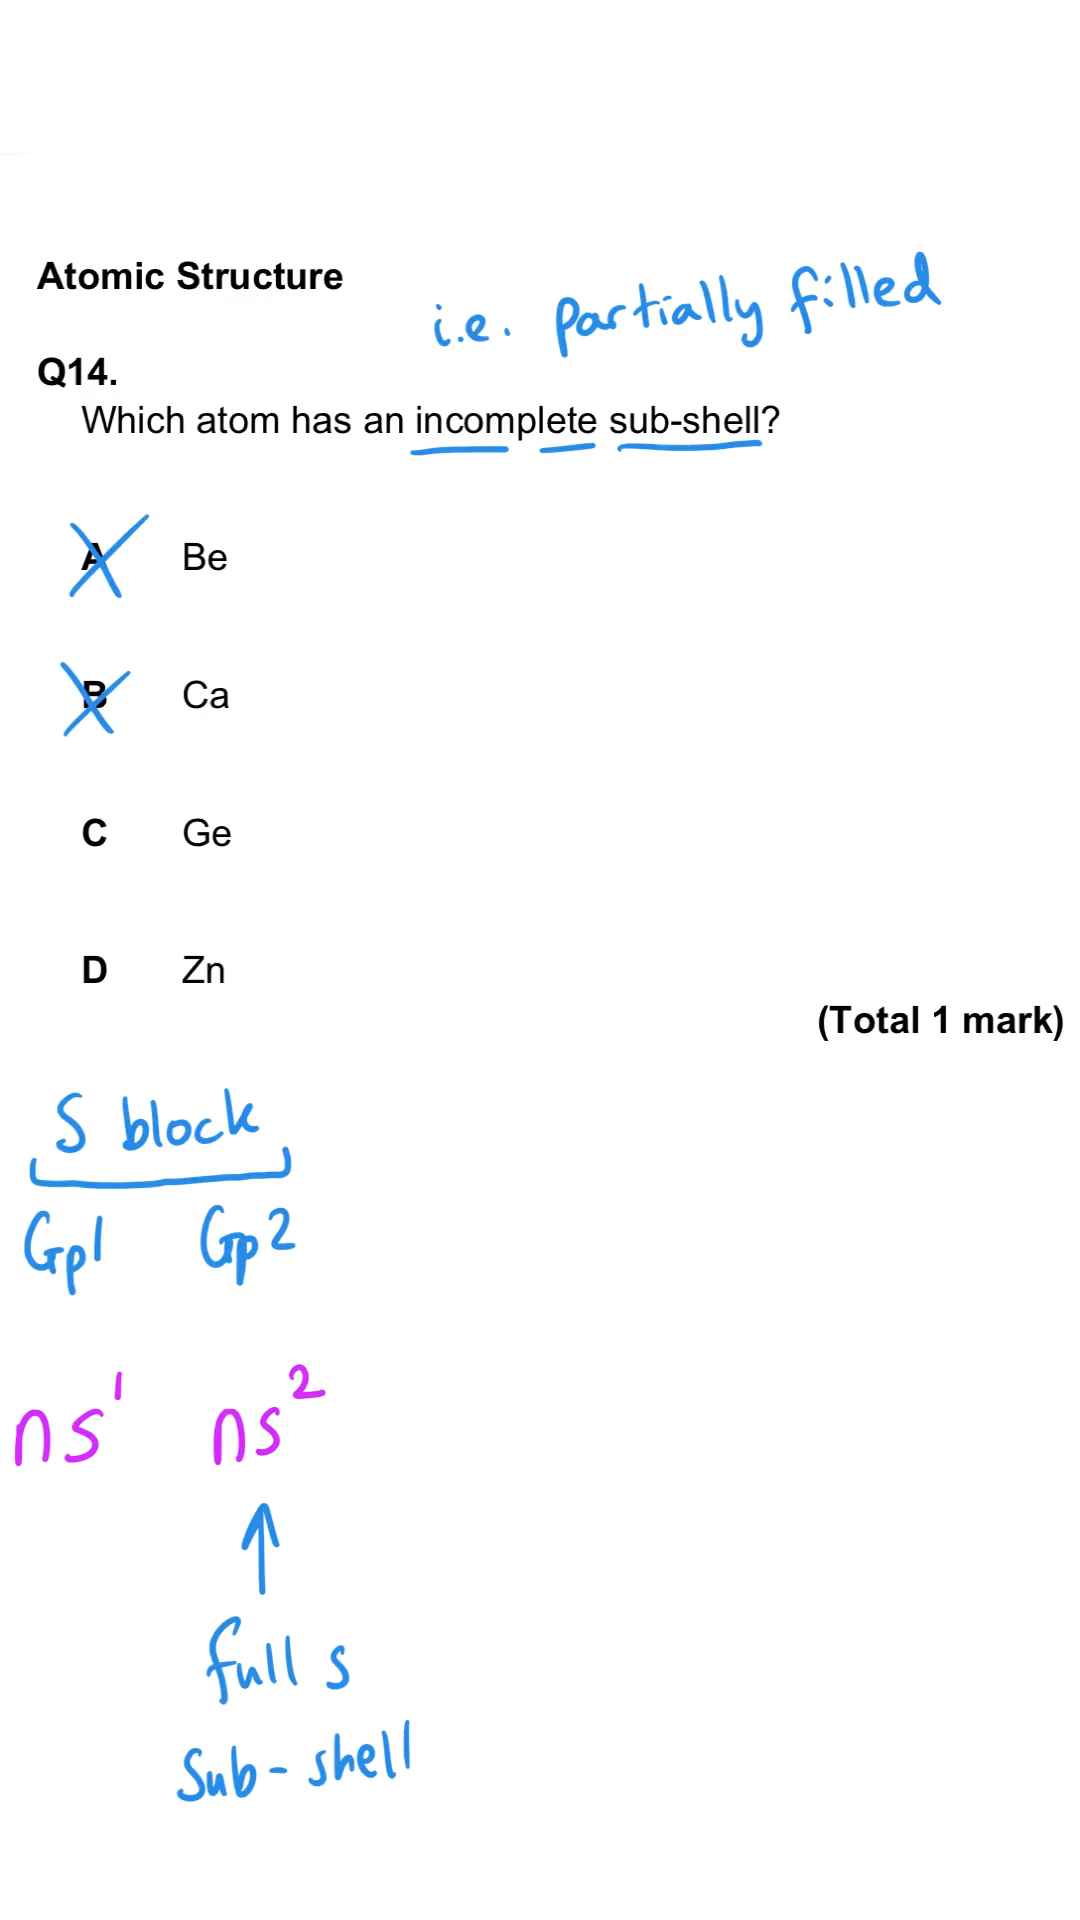 Atomic Structure
i.e. partially filled
Q14.
Which atom has an incomplete sub-shell?
A Be
B Ca
C Ge
D Zn
(Total 1 mark)
S block
Gp1 Gp2
ns¹ ns²
full s
sub-shell